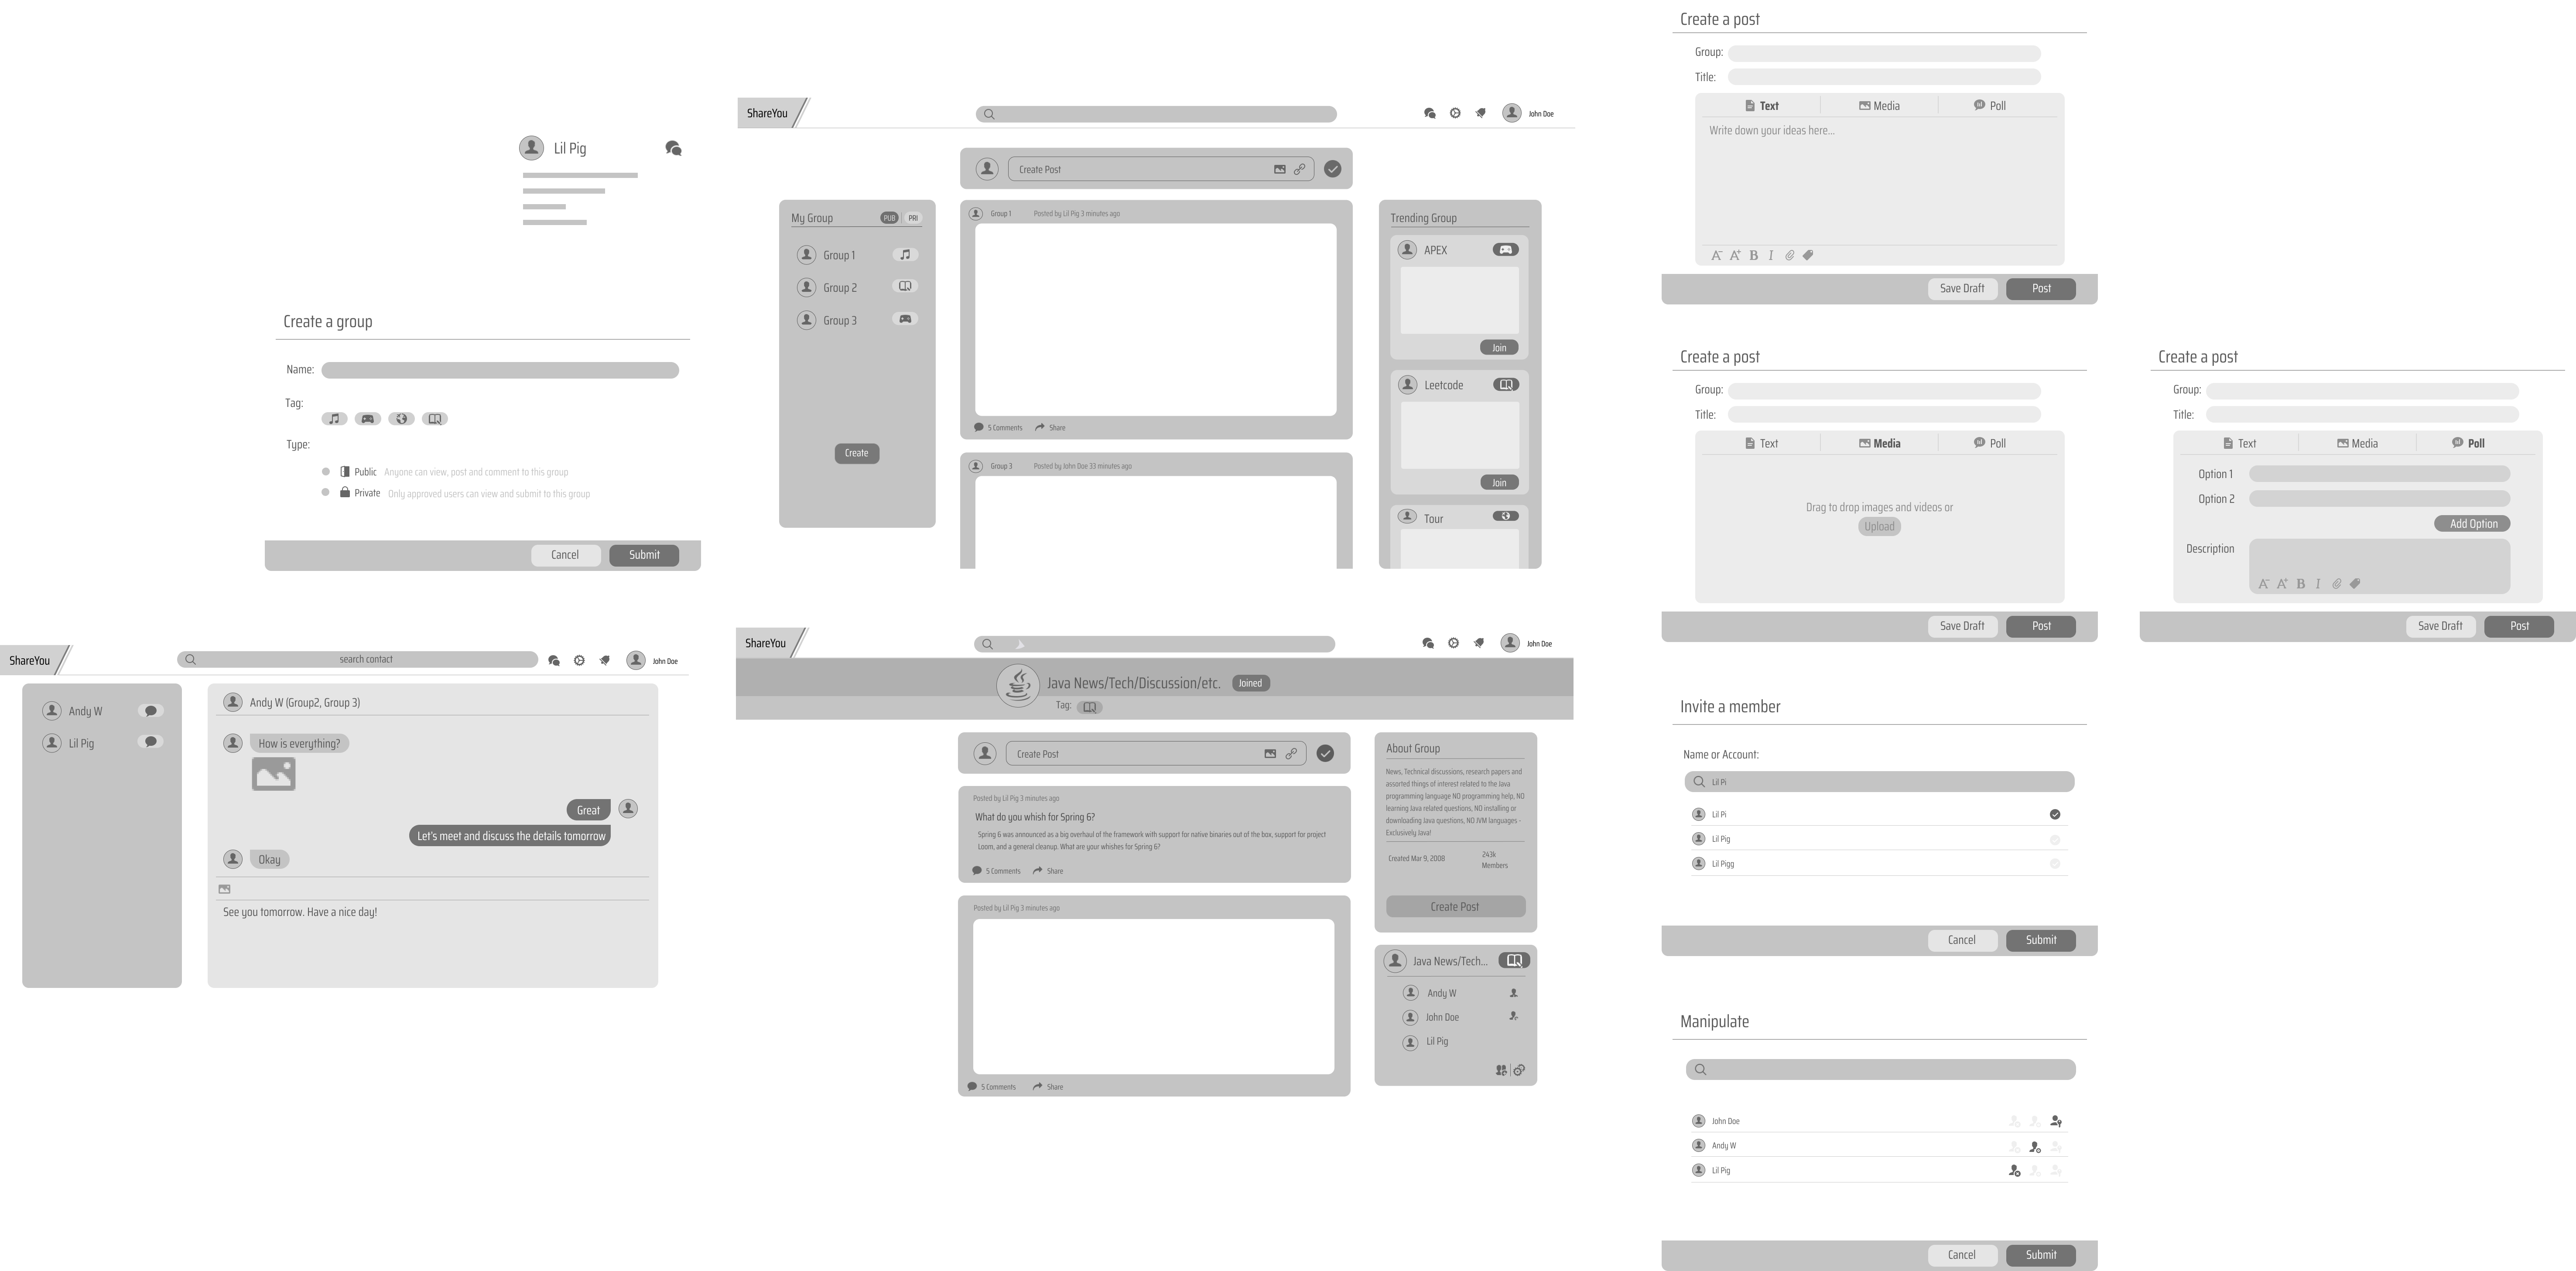 Lil Pig
Create a group
Name:
Tag:
Type:
Public Anyone can view, post and comment to this group
Private Only approved users can view and submit to this group
Cancel
Submit
ShareYou
search contact
John Doe
Andy W
Lil Pig
Andy W (Group2, Group 3)
How is everything?
Great
Let's meet and discuss the details tomorrow
Okay
See you tomorrow. Have a nice day!
ShareYou
John Doe
Create Post
My Group
PUB
PRI
Group 1
Group 2
Group 3
Create
Group 1 Posted by Lil Pig 3 minutes ago
5 Comments
Share
Group 3 Posted by John Doe 33 minutes ago
Trending Group
APEX
Join
Leetcode
Join
Tour
ShareYou
John Doe
Java News/Tech/Discussion/etc.
Joined
Tag:
Create Post
Posted by Lil Pig 3 minutes ago
What do you whish for Spring 6?
Spring 6 was announced as a big overhaul of the framework with support for native binaries out of the box, support for project
Loom, and a general cleanup. What are your whishes for Spring 6?
5 Comments
Share
Posted by Lil Pig 3 minutes ago
5 Comments
Share
About Group
News, Technical discussions, research papers and
assorted things of interest related to the Java
programming language NO programming help, NO
learning Java related questions, NO installing or
downloading Java questions, NO JVM languages -
Exclusively Java!
Created Mar 9, 2008
243k
Members
Create Post
Java News/Tech...
Andy W
John Doe
Lil Pig
Create a post
Group:
Title:
Text
Media
Poll
Write down your ideas here...
A- A+ B I
Save Draft
Post
Create a post
Group:
Title:
Text
Media
Poll
Drag to drop images and videos or
Upload
Save Draft
Post
Create a post
Group:
Title:
Text
Media
Poll
Option 1
Option 2
Add Option
Description
A- A+ B I
Save Draft
Post
Invite a member
Name or Account:
Lil Pi
Lil Pi
Lil Pig
Lil Pigg
Cancel
Submit
Manipulate
John Doe
Andy W
Lil Pig
Cancel
Submit